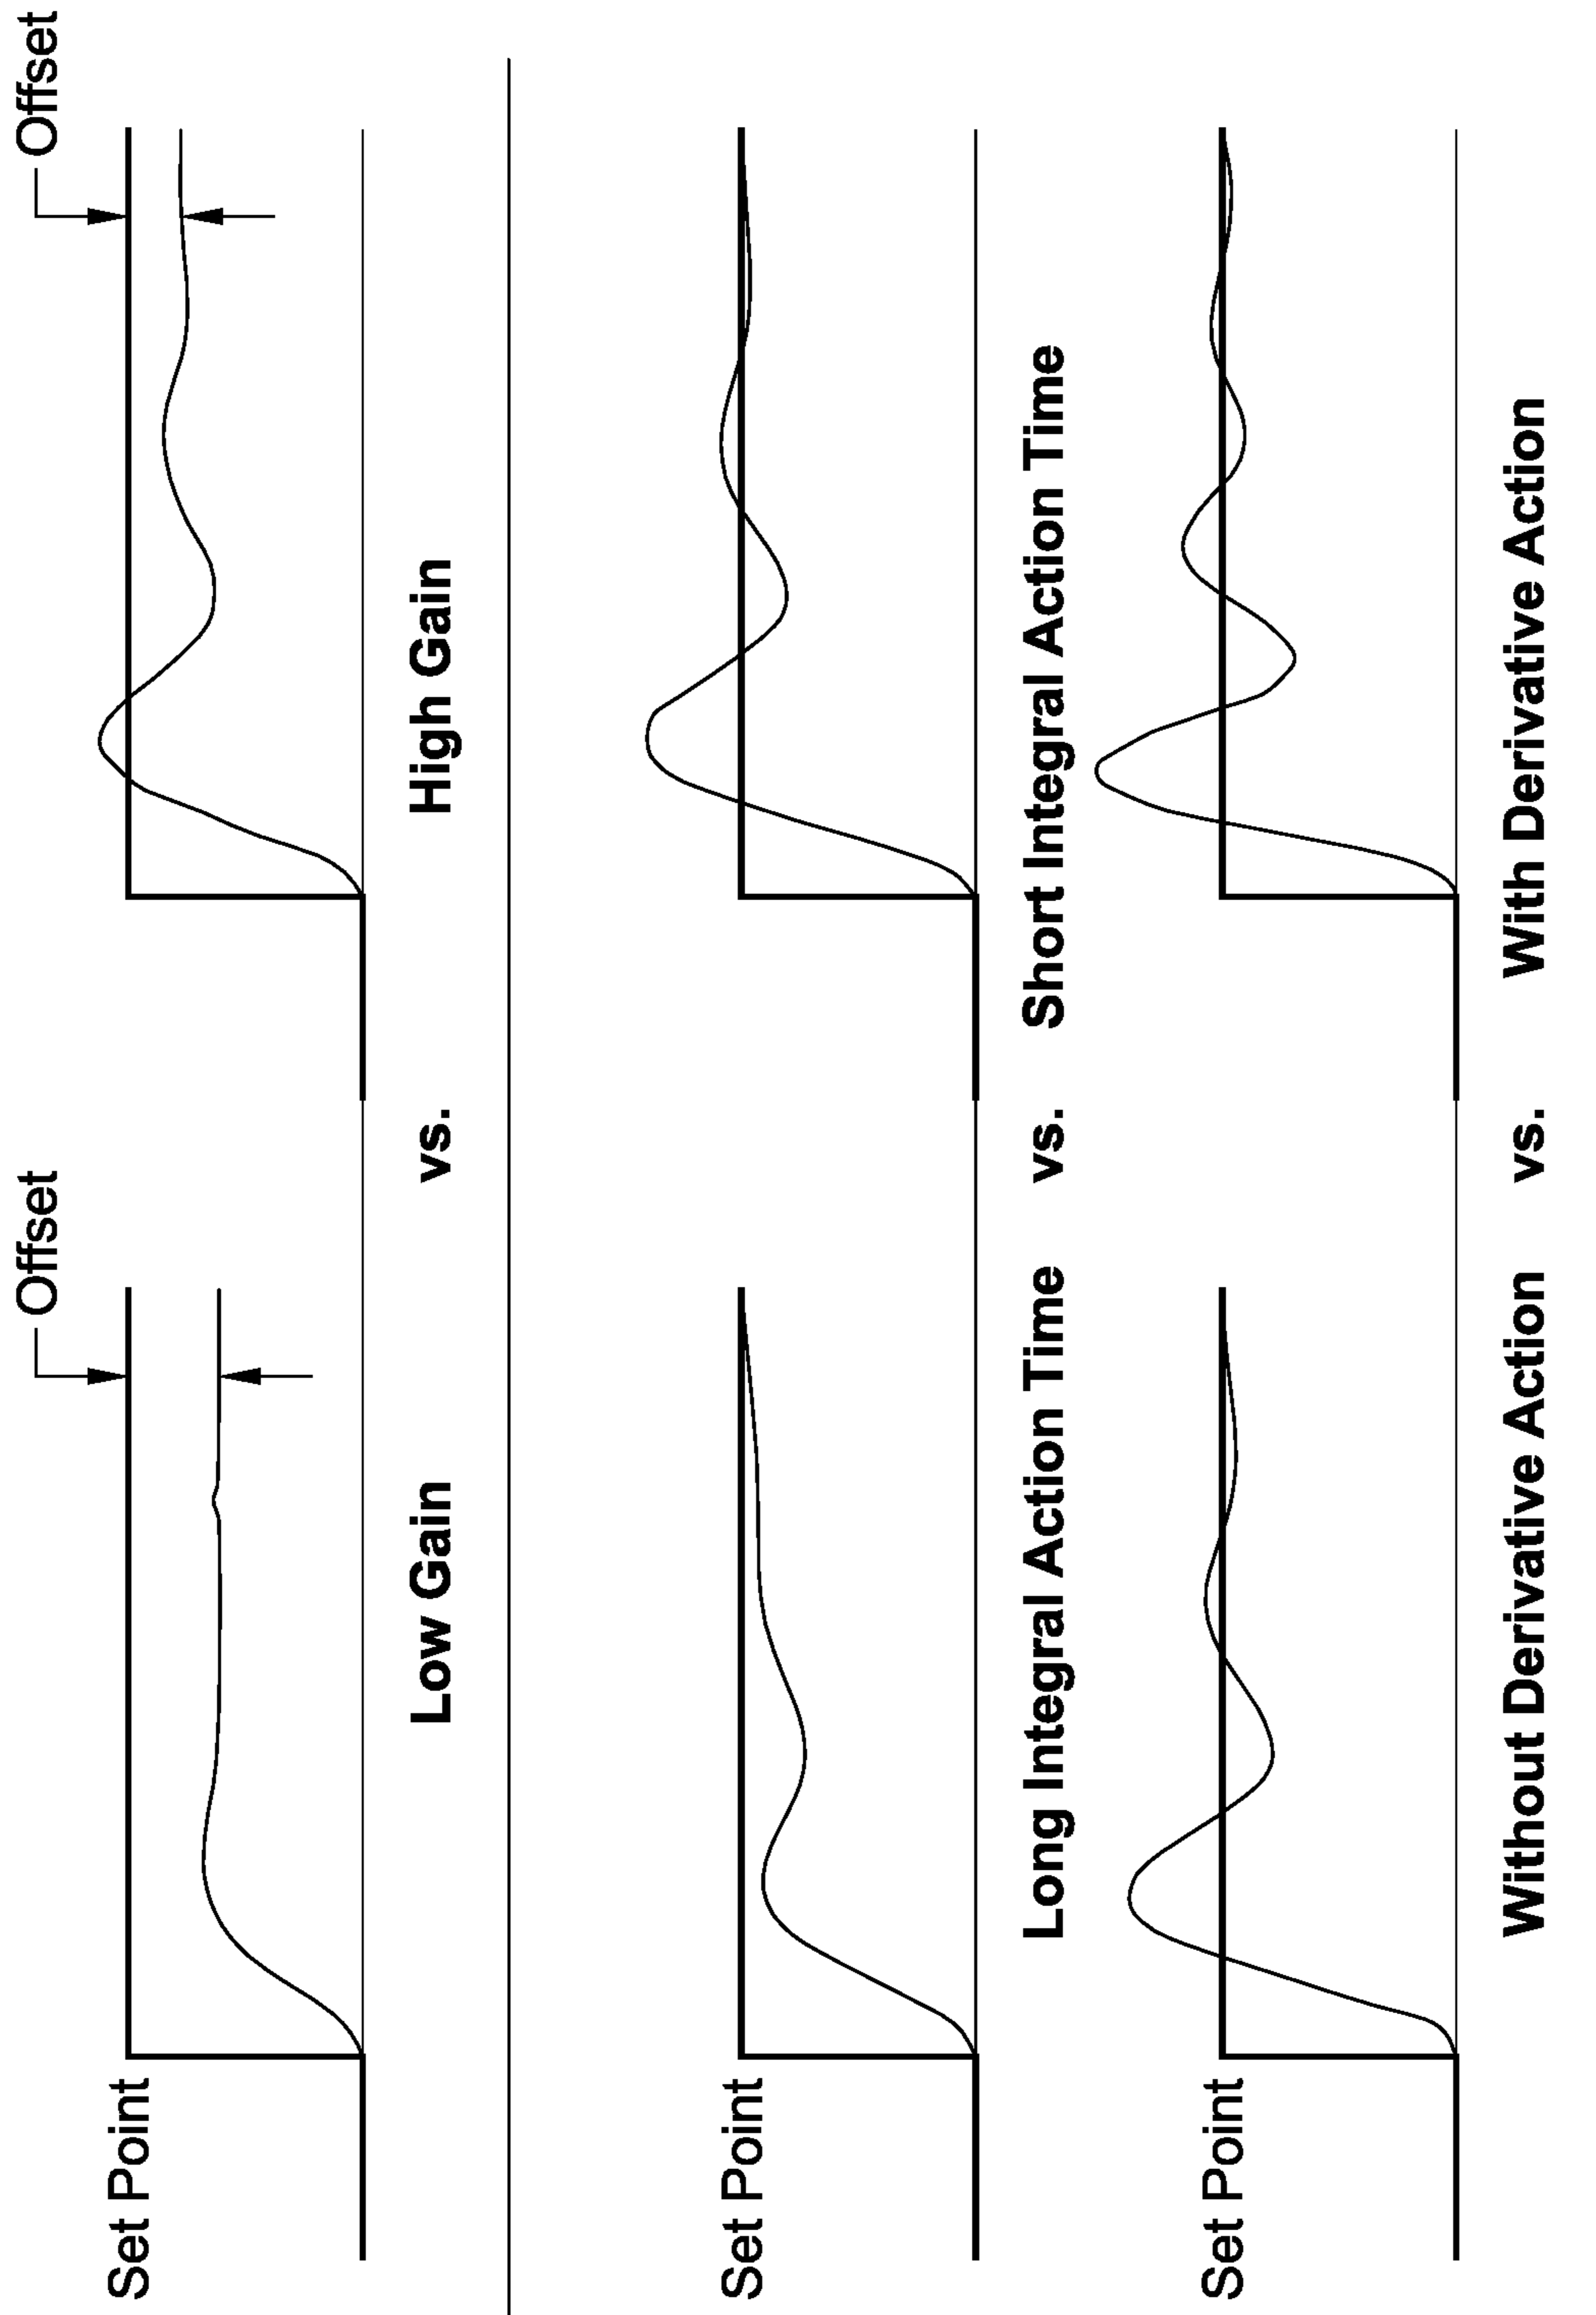 Offset
Offset
Set Point
Low Gain vs. High Gain
Set Point
Long Integral Action Time vs. Short Integral Action Time
Set Point
Without Derivative Action vs. With Derivative Action